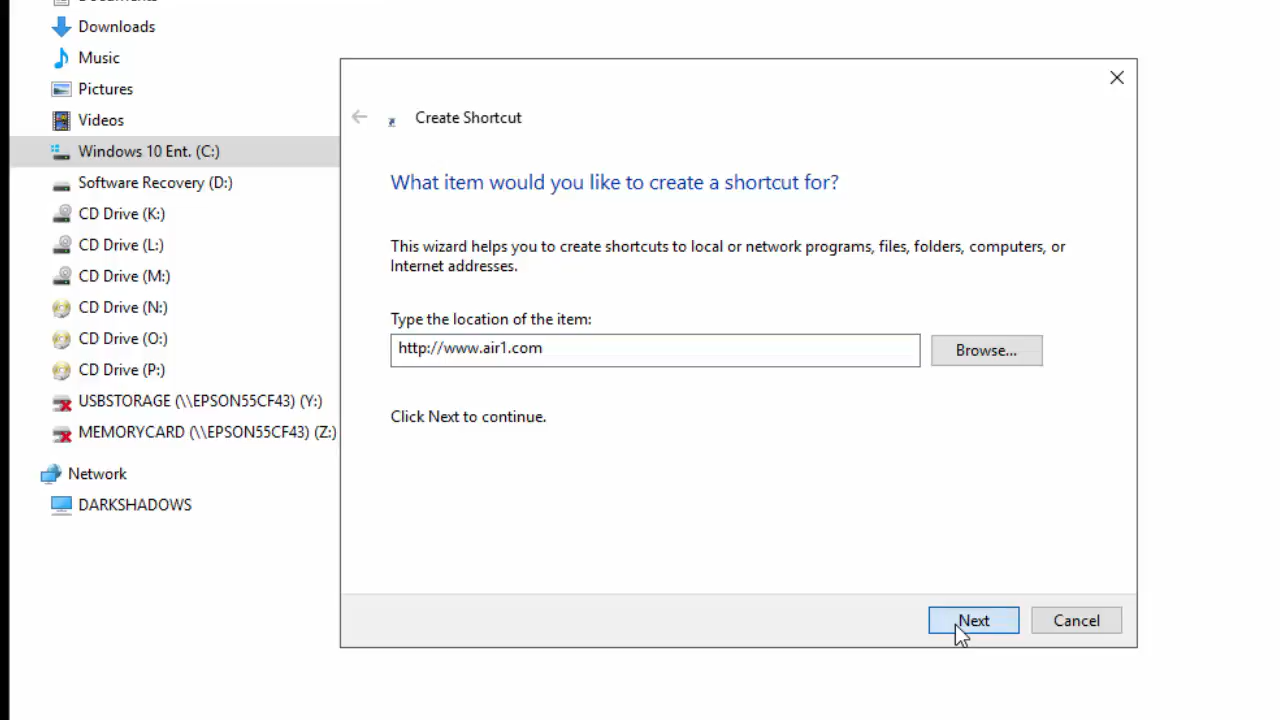 Documents
Downloads
Music
Pictures
Videos
Windows 10 Ent. (C:)
Software Recovery (D:)
CD Drive (K:)
CD Drive (L:)
CD Drive (M:)
CD Drive (N:)
CD Drive (O:)
CD Drive (P:)
USBSTORAGE (\\EPSON55CF43) (Y:)
MEMORYCARD (\\EPSON55CF43) (Z:)
Network
DARKSHADOWS
Create Shortcut
What item would you like to create a shortcut for?
This wizard helps you to create shortcuts to local or network programs, files, folders, computers, or
Internet addresses.
Type the location of the item:
http://www.air1.com
Browse...
Click Next to continue.
Next
Cancel